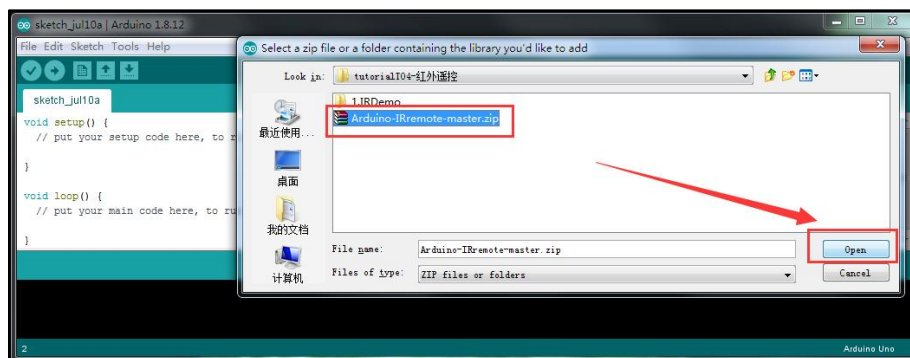 sketch_jul10a | Arduino 1.8.12
File Edit Sketch Tools Help
sketch_jul10a
void setup() {
// put your setup code here, to r
}
void loop() {
// put your main code here, to ru
}
2
Arduino Uno
Select a zip file or a folder containing the library you'd like to add
Look in:
tutorialT04-红外遥控
1.IRDemo
Arduino-IRremote-master.zip
最近使用...
桌面
我的文档
计算机
File name:
Arduino-IRremote-master.zip
Open
Files of type:
ZIP files or folders
Cancel